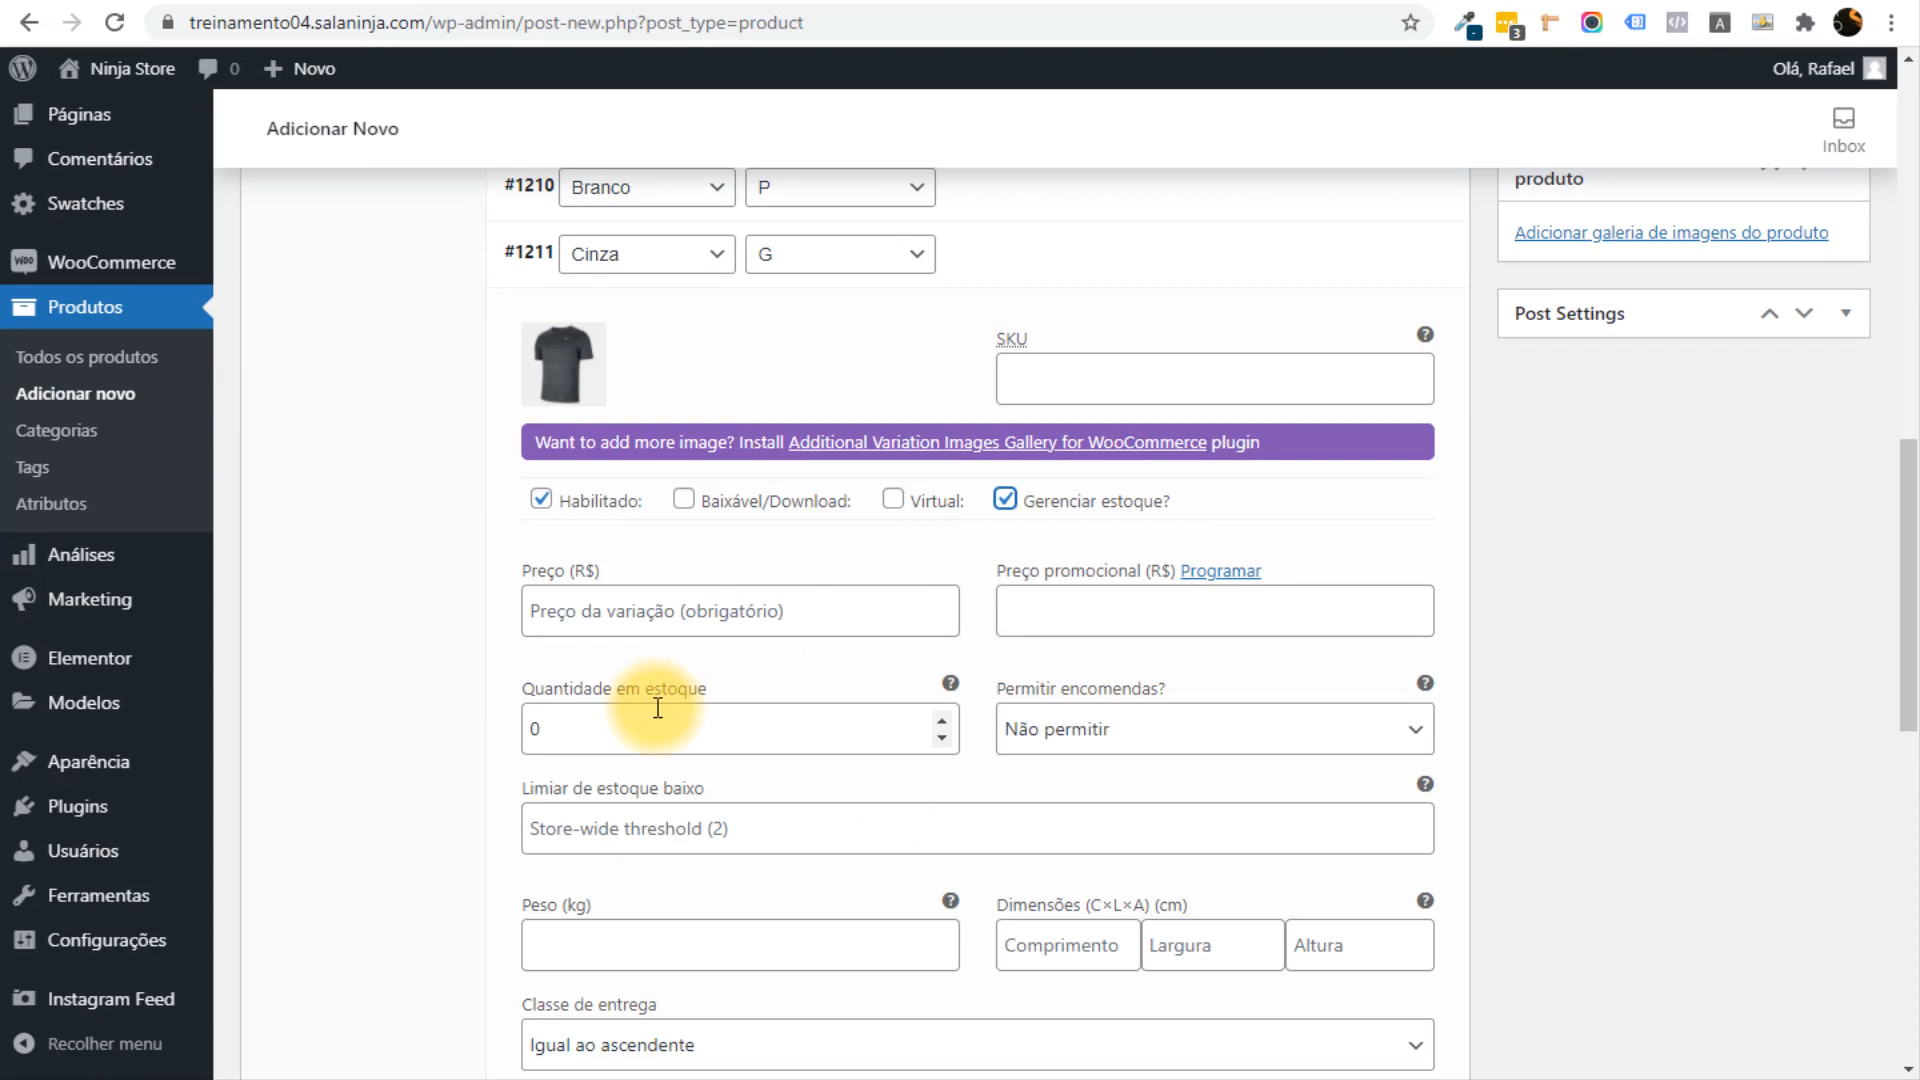 treinamento04.salaninja.com/wp-admin/post-new.php?post_type=product
3
A
Ninja Store
0
Novo
Olá, Rafael
Páginas
Comentários
Swatches
WooCommerce
Produtos
Todos os produtos
Adicionar novo
Categorias
Tags
Atributos
Análises
Marketing
Elementor
Modelos
Aparência
Plugins
Usuários
Ferramentas
Configurações
Instagram Feed
Recolher menu
Adicionar Novo
Inbox
#1210 Branco P
#1211 Cinza G
SKU
Want to add more image? Install Additional Variation Images Gallery for WooCommerce plugin
Habilitado: Baixável/Download: Virtual: Gerenciar estoque?
Preço (R$)
Preço da variação (obrigatório)
Preço promocional (R$) Programar
Quantidade em estoque
0
Permitir encomendas?
Não permitir
Limiar de estoque baixo
Store-wide threshold (2)
Peso (kg)
Dimensões (C×L×A) (cm)
Comprimento Largura Altura
Classe de entrega
Igual ao ascendente
produto
Adicionar galeria de imagens do produto
Post Settings